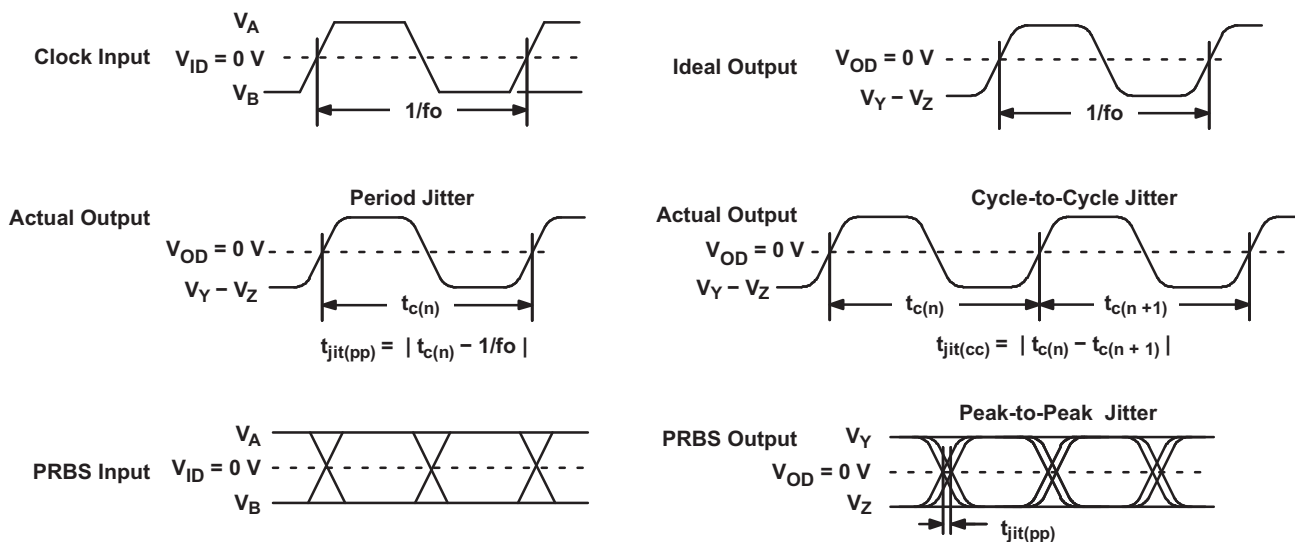 Clock Input
V_A
V_ID = 0 V
V_B
1/fo
Ideal Output
V_OD = 0 V
V_Y − V_Z
1/fo
Actual Output
Period Jitter
V_OD = 0 V
V_Y − V_Z
t_c(n)
t_jit(pp) = | t_c(n) − 1/fo |
Actual Output
Cycle-to-Cycle Jitter
V_OD = 0 V
V_Y − V_Z
t_c(n)
t_c(n +1)
t_jit(cc) = | t_c(n) − t_c(n + 1) |
PRBS Input
V_A
V_ID = 0 V
V_B
Peak-to-Peak Jitter
PRBS Output
V_Y
V_OD = 0 V
V_Z
t_jit(pp)